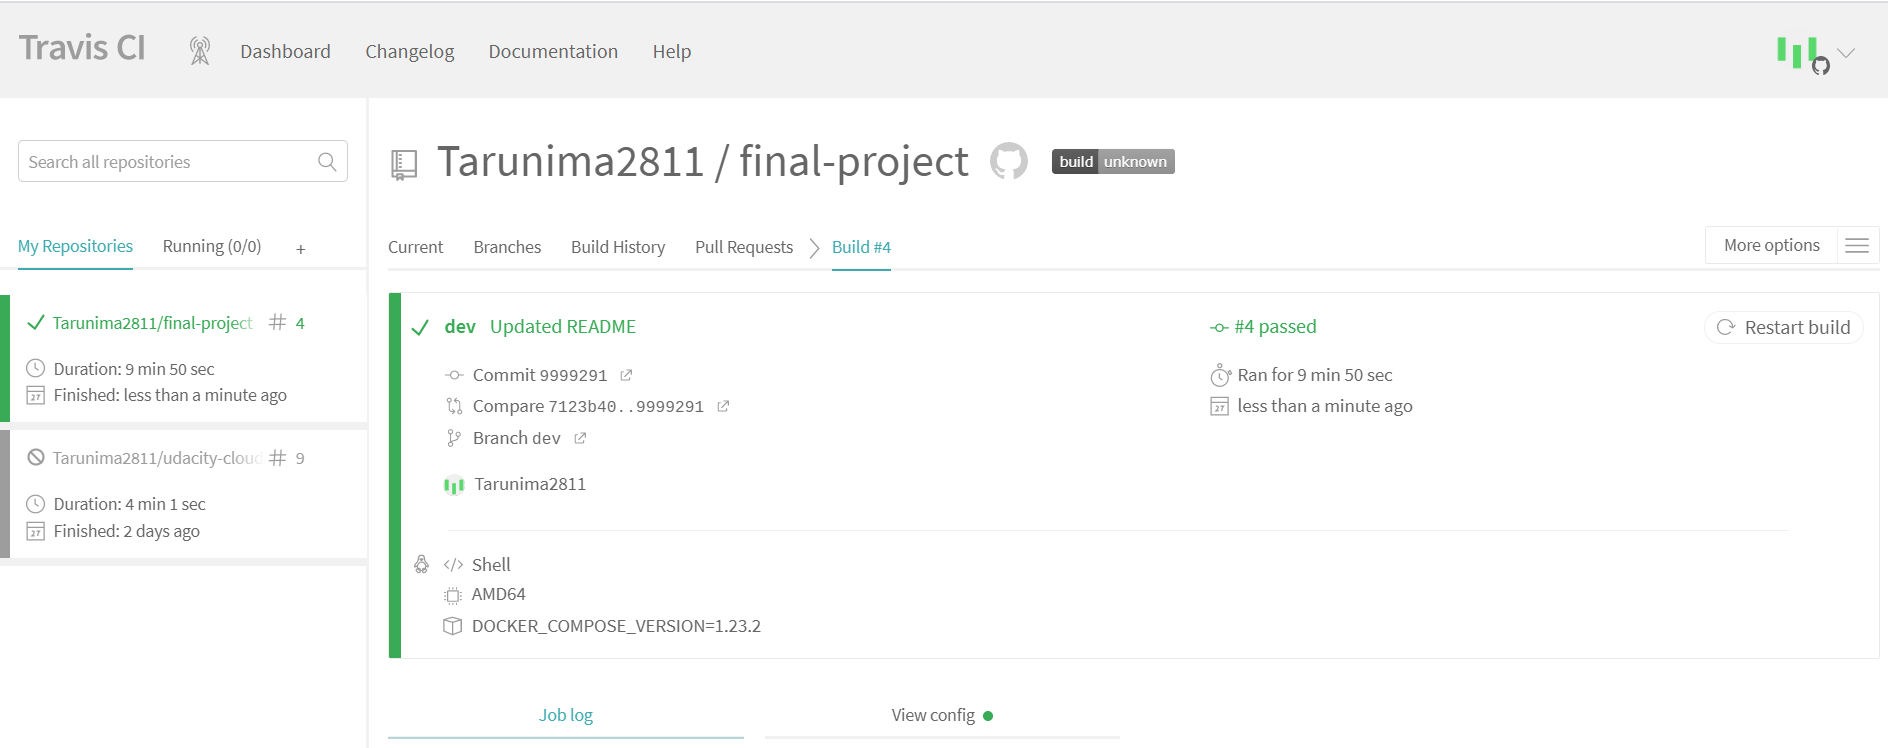 Travis CI
Dashboard
Changelog
Documentation
Help
Search all repositories
My Repositories
Running (0/0)
+
Tarunima2811/final-project # 4
Duration: 9 min 50 sec
27 Finished: less than a minute ago
Tarunima2811/udacity-cloud # 9
Duration: 4 min 1 sec
27 Finished: 2 days ago
Tarunima2811 / final-project
build unknown
Current
Branches
Build History
Pull Requests
Build #4
More options
dev Updated README
Commit 9999291
Compare 7123b40..9999291
Branch dev
Tarunima2811
#4 passed
Ran for 9 min 50 sec
27 less than a minute ago
Restart build
</> Shell
AMD64
DOCKER_COMPOSE_VERSION=1.23.2
Job log
View config